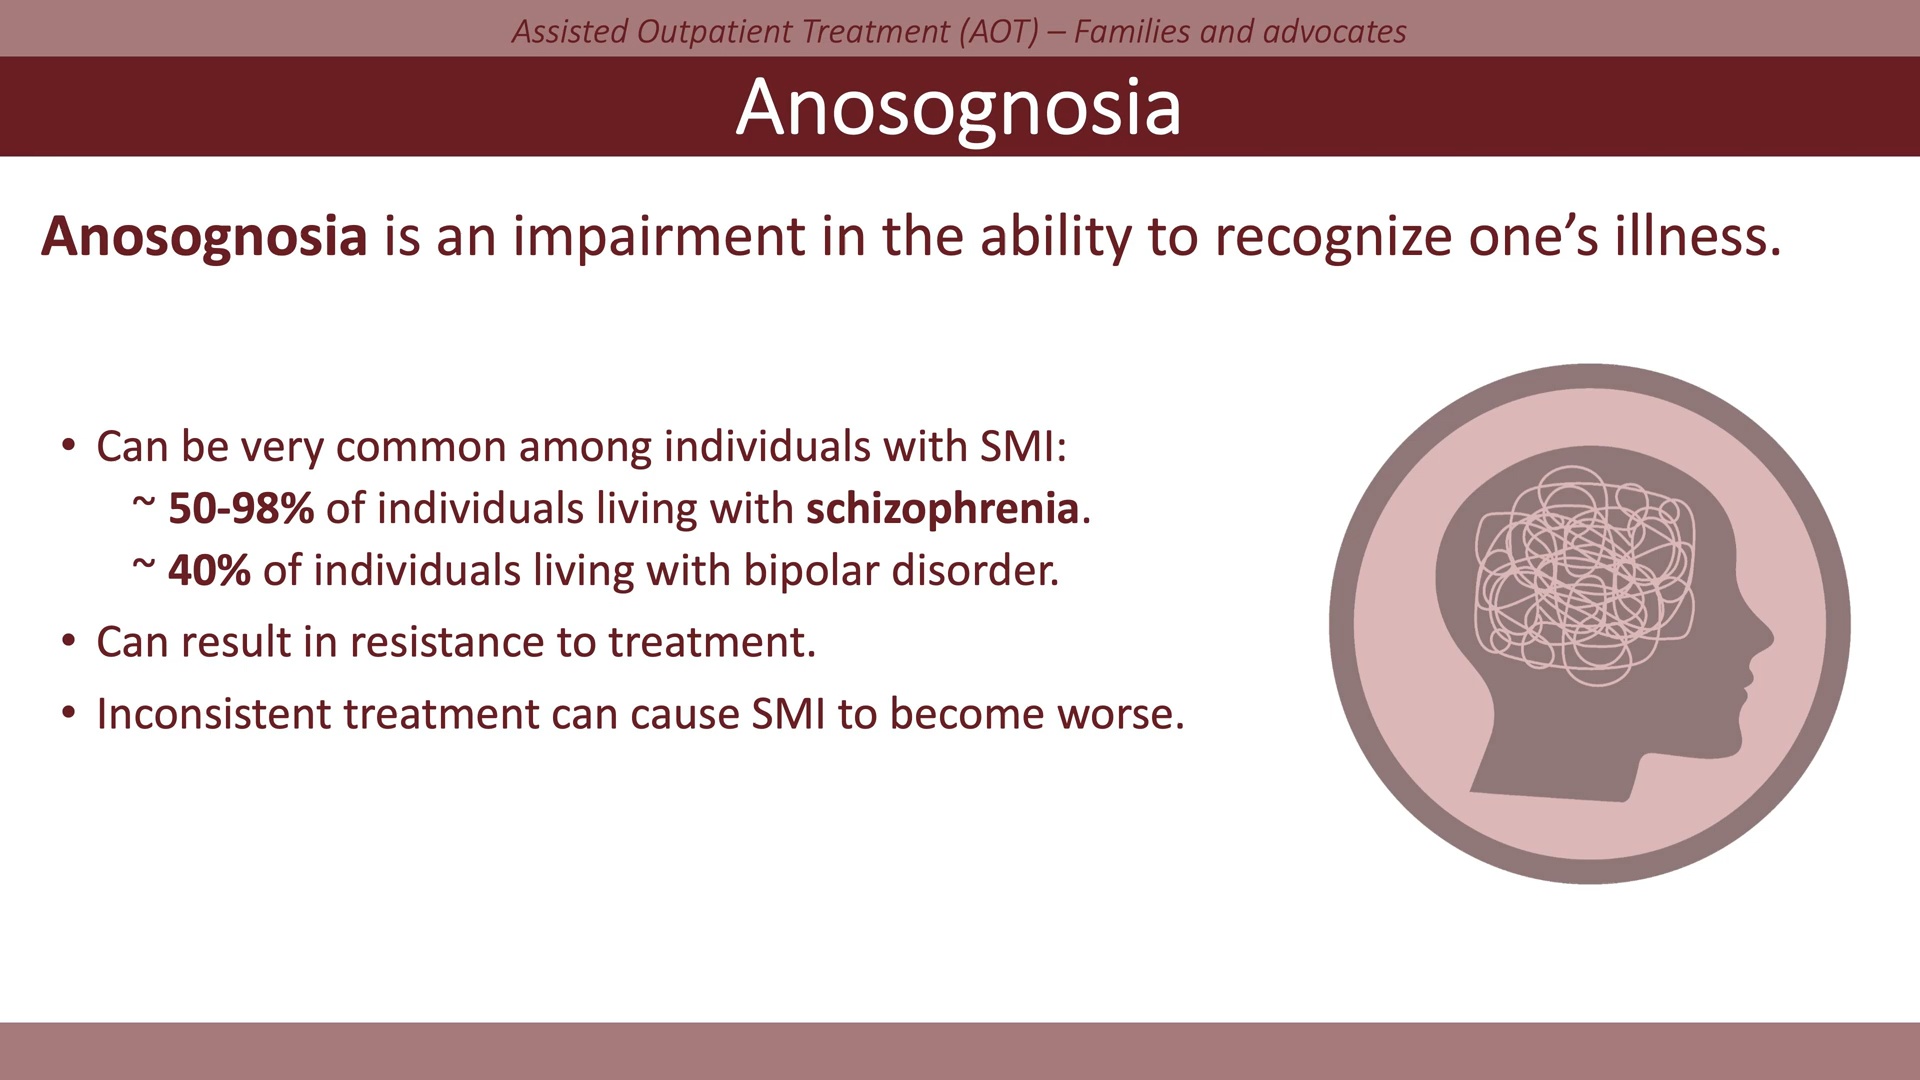 Assisted Outpatient Treatment (AOT) – Families and advocates
Anosognosia
Anosognosia is an impairment in the ability to recognize one’s illness.
• Can be very common among individuals with SMI:
~ 50-98% of individuals living with schizophrenia.
~ 40% of individuals living with bipolar disorder.
• Can result in resistance to treatment.
• Inconsistent treatment can cause SMI to become worse.